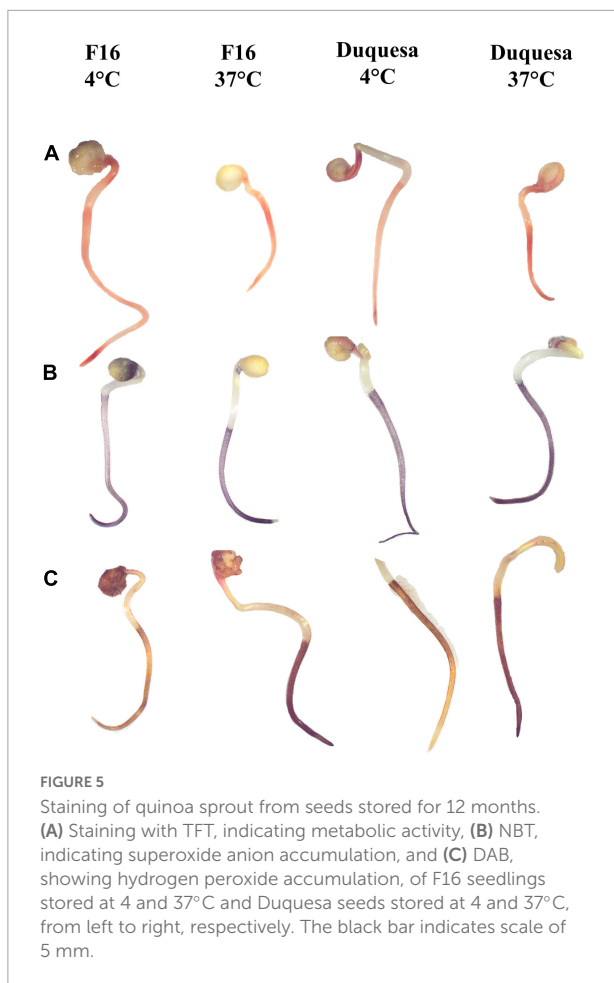 F16 F16 Duquesa Duquesa
4°C 37°C 4°C 37°C
A
B
C
FIGURE 5
Staining of quinoa sprout from seeds stored for 12 months.
(A) Staining with TFT, indicating metabolic activity, (B) NBT,
indicating superoxide anion accumulation, and (C) DAB,
showing hydrogen peroxide accumulation, of F16 seedlings
stored at 4 and 37°C and Duquesa seeds stored at 4 and 37°C,
from left to right, respectively. The black bar indicates scale of
5 mm.